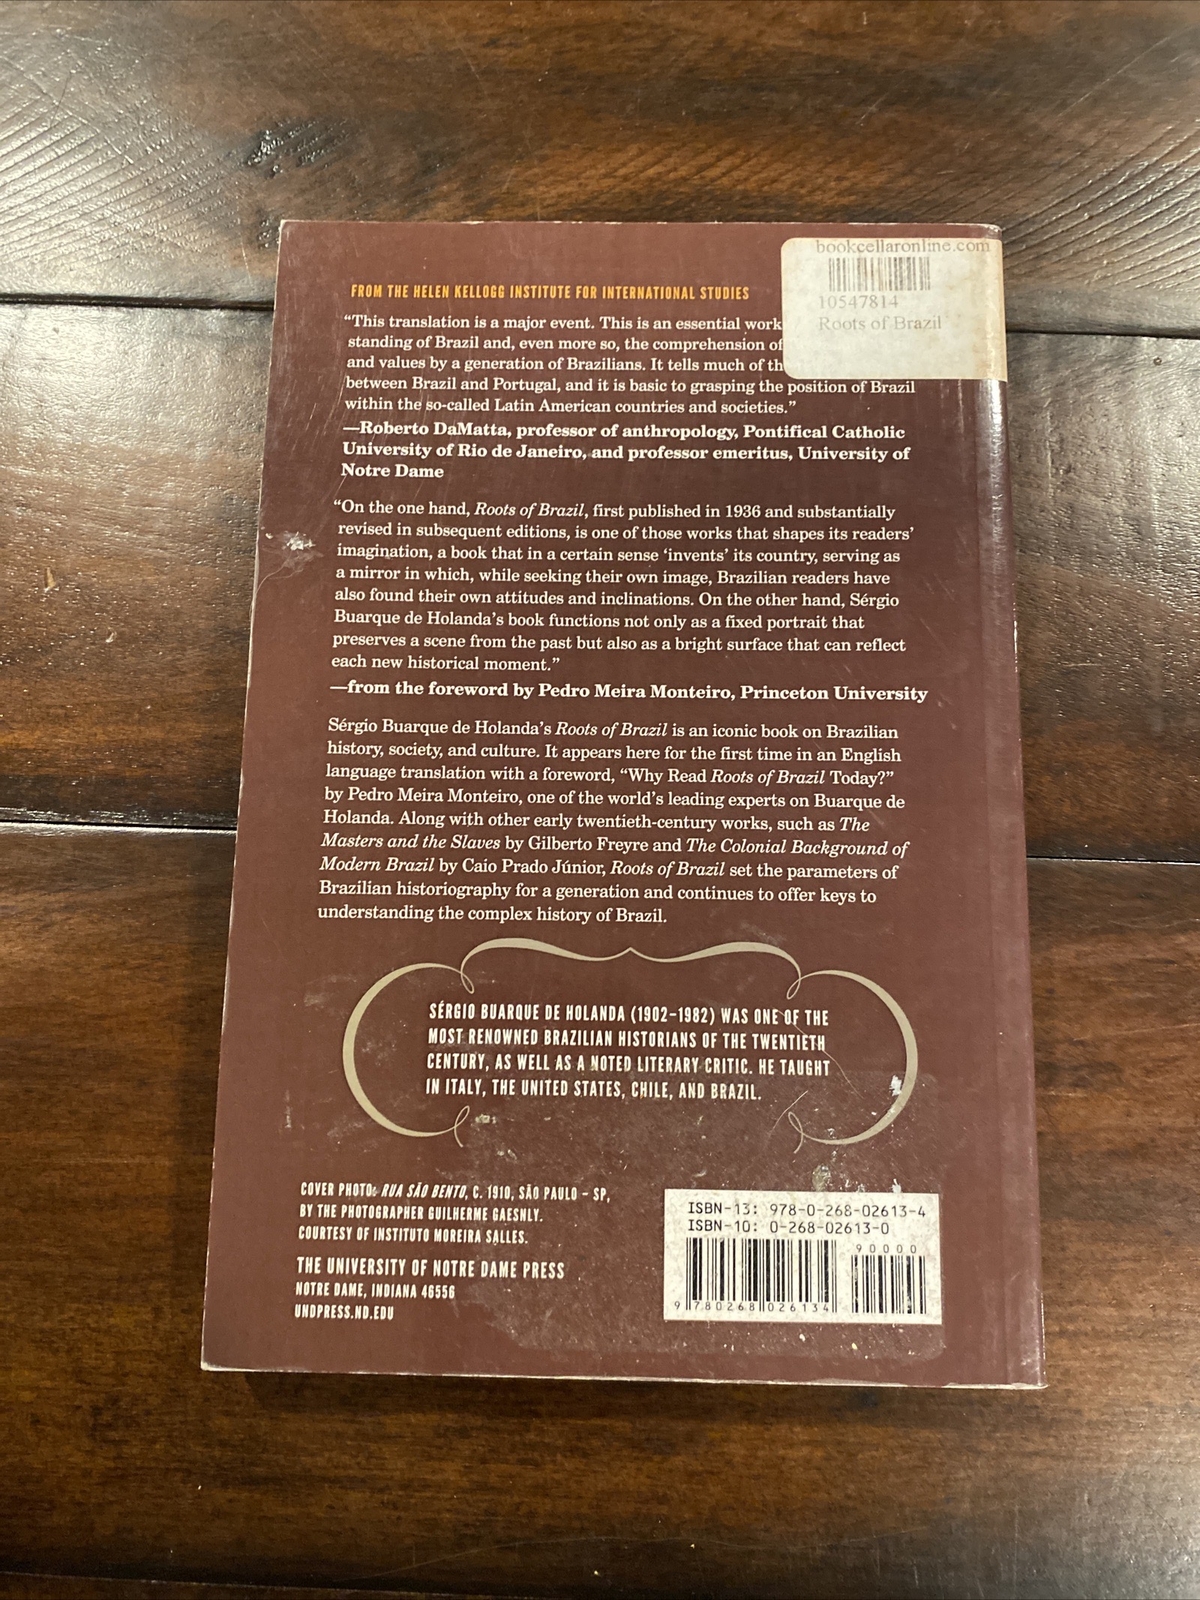 bookcellaronline.com
10547814
Roots of Brazil
FROM THE HELEN KELLOGG INSTITUTE FOR INTERNATIONAL STUDIES
“This translation is a major event. This is an essential work
standing of Brazil and, even more so, the comprehension of
and values by a generation of Brazilians. It tells much of th
between Brazil and Portugal, and it is basic to grasping the position of Brazil
within the so-called Latin American countries and societies.”
—Roberto DaMatta, professor of anthropology, Pontifical Catholic
University of Rio de Janeiro, and professor emeritus, University of
Notre Dame
“On the one hand, Roots of Brazil, first published in 1936 and substantially
revised in subsequent editions, is one of those works that shapes its readers’
imagination, a book that in a certain sense ‘invents’ its country, serving as
a mirror in which, while seeking their own image, Brazilian readers have
also found their own attitudes and inclinations. On the other hand, Sérgio
Buarque de Holanda’s book functions not only as a fixed portrait that
preserves a scene from the past but also as a bright surface that can reflect
each new historical moment.”
—from the foreword by Pedro Meira Monteiro, Princeton University
Sérgio Buarque de Holanda’s Roots of Brazil is an iconic book on Brazilian
history, society, and culture. It appears here for the first time in an English
language translation with a foreword, “Why Read Roots of Brazil Today?”
by Pedro Meira Monteiro, one of the world’s leading experts on Buarque de
Holanda. Along with other early twentieth-century works, such as The
Masters and the Slaves by Gilberto Freyre and The Colonial Background of
Modern Brazil by Caio Prado Júnior, Roots of Brazil set the parameters of
Brazilian historiography for a generation and continues to offer keys to
understanding the complex history of Brazil.
SÉRGIO BUARQUE DE HOLANDA (1902–1982) WAS ONE OF THE
MOST RENOWNED BRAZILIAN HISTORIANS OF THE TWENTIETH
CENTURY, AS WELL AS A NOTED LITERARY CRITIC. HE TAUGHT
IN ITALY, THE UNITED STATES, CHILE, AND BRAZIL.
COVER PHOTO: RUA SÃO BENTO, C. 1910, SÃO PAULO – SP,
BY THE PHOTOGRAPHER GUILHERME GAESNLY.
COURTESY OF INSTITUTO MOREIRA SALLES.
THE UNIVERSITY OF NOTRE DAME PRESS
NOTRE DAME, INDIANA 46556
UNDPRESS.ND.EDU
ISBN-13: 978-0-268-02613-4
ISBN-10: 0-268-02613-0
90000
9 780268 026134